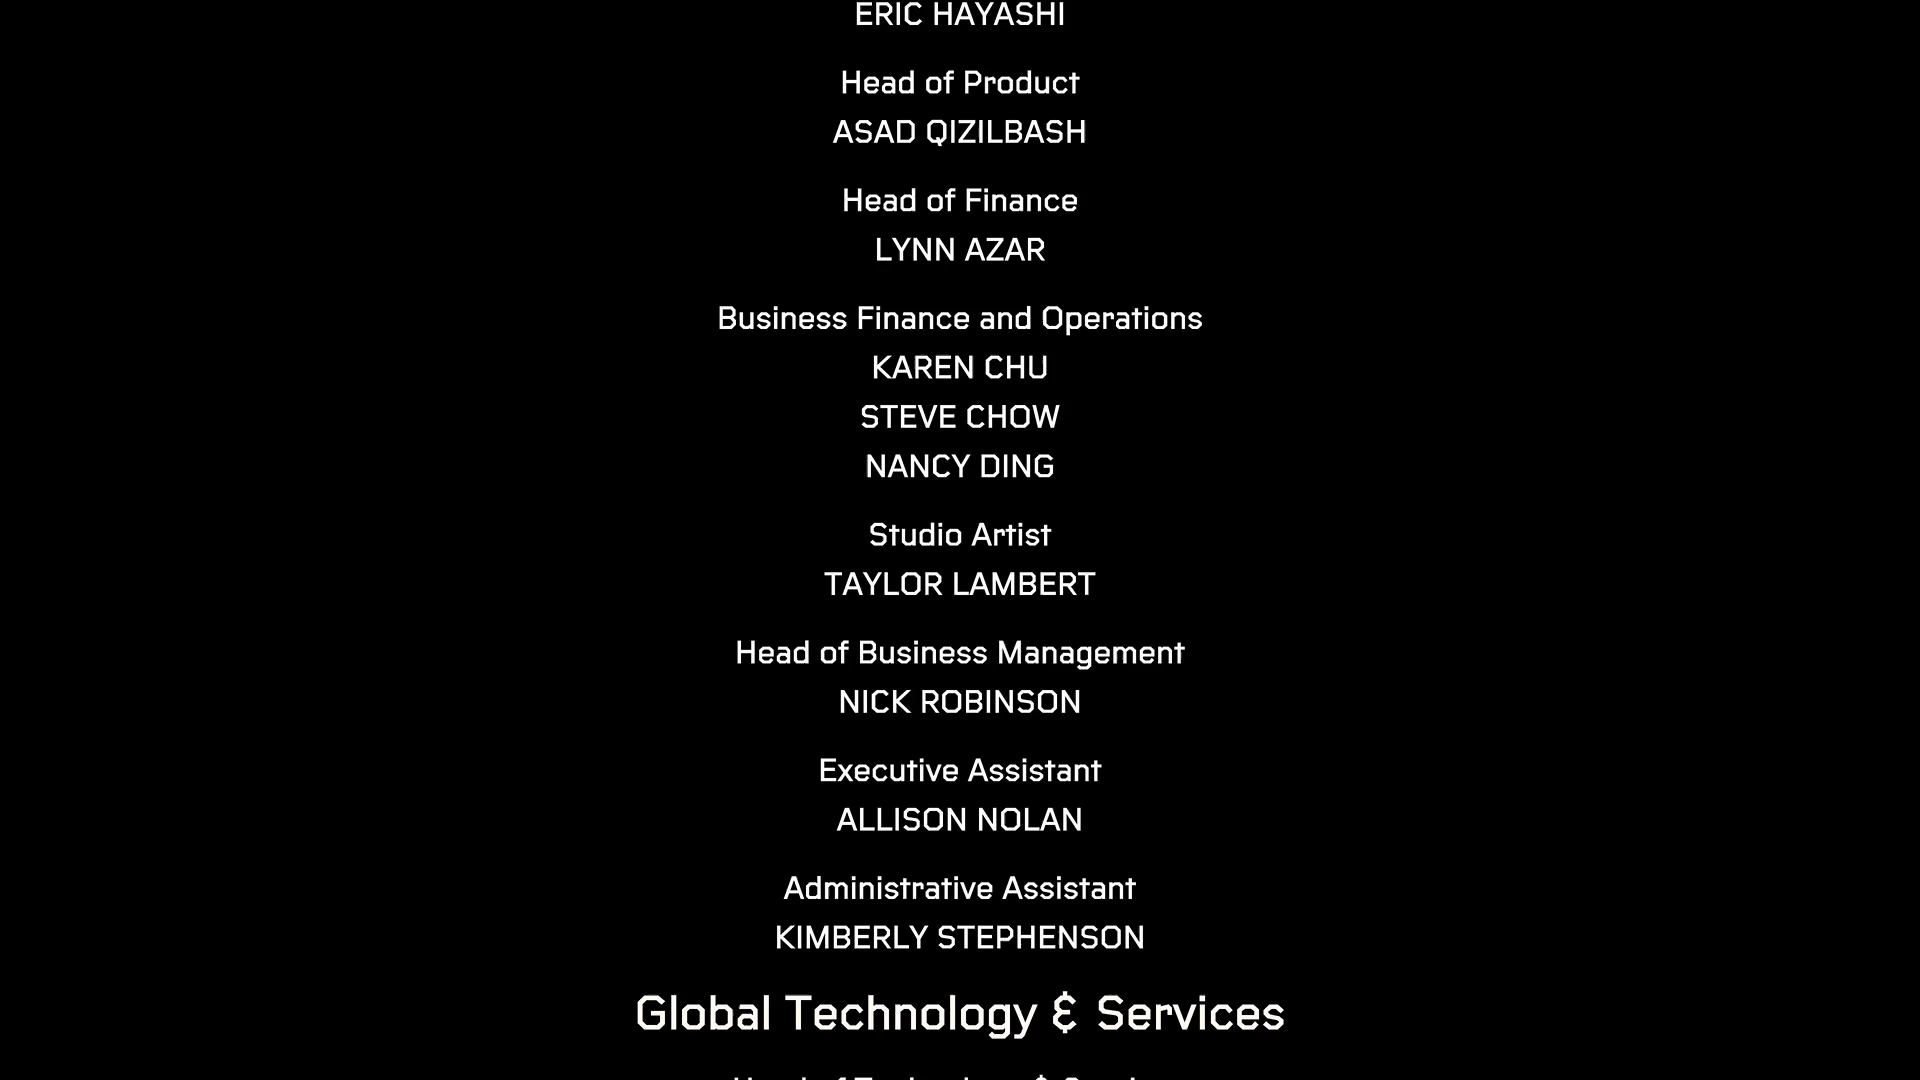 ERIC HAYASHI
Head of Product
ASAD QIZILBASH
Head of Finance
LYNN AZAR
Business Finance and Operations
KAREN CHU
STEVE CHOW
NANCY DING
Studio Artist
TAYLOR LAMBERT
Head of Business Management
NICK ROBINSON
Executive Assistant
ALLISON NOLAN
Administrative Assistant
KIMBERLY STEPHENSON
Global Technology & Services